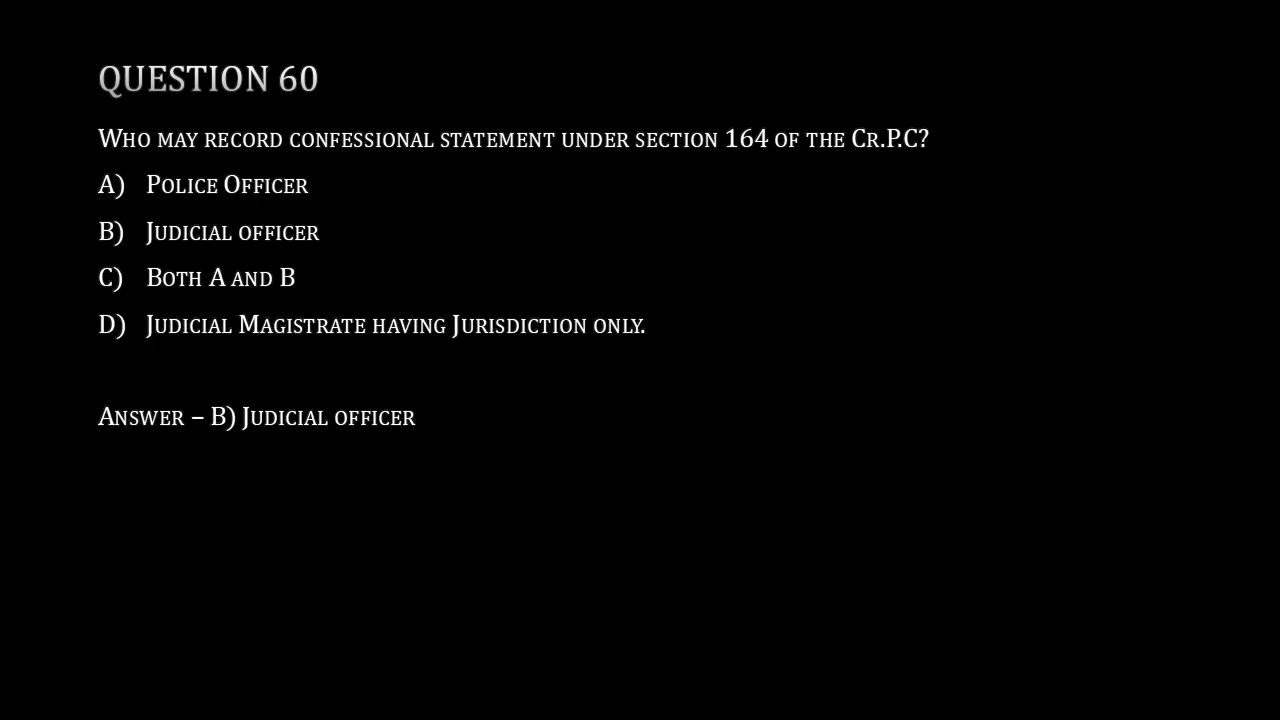 QUESTION 60
Who may record confessional statement under section 164 of the Cr.P.C?
A) Police Officer
B) Judicial officer
C) Both A and B
D) Judicial Magistrate having Jurisdiction only.
Answer – B) Judicial officer